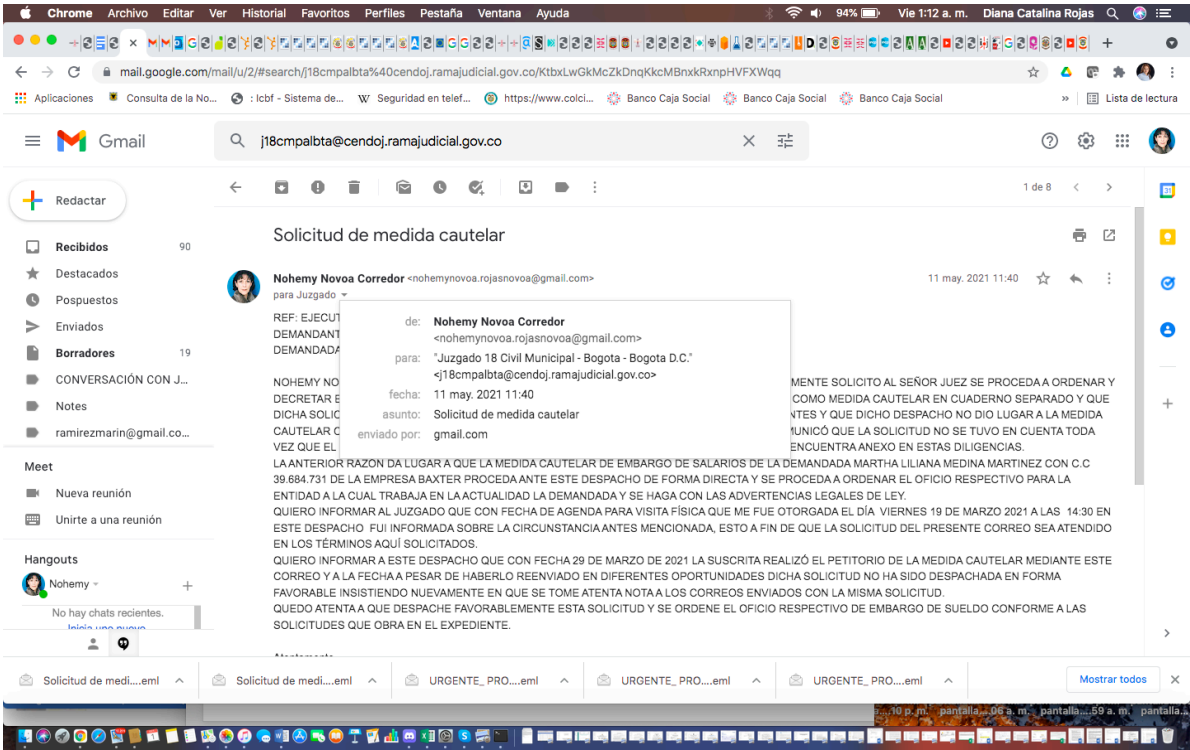 Chrome Archivo Editar Ver Historial Favoritos Perfiles Pestaña Ventana Ayuda 94% Vie 1:12 a. m. Diana Catalina Rojas
mail.google.com/mail/u/2/#search/j18cmpalbta%40cendoj.ramajudicial.gov.co/KtbxLwGkMcZkDnqKkcMBnxkRxnpHVFXWqq
Aplicaciones Consulta de la No... : Icbf - Sistema de... Seguridad en telef... https://www.colci... Banco Caja Social Banco Caja Social Banco Caja Social » Lista de lectura
Gmail j18cmpalbta@cendoj.ramajudicial.gov.co
Redactar 1 de 8
Recibidos 90
Destacados
Pospuestos
Enviados
Borradores 19
CONVERSACIÓN CON J...
Notes
ramirezmarin@gmail.co...
Meet
Nueva reunión
Unirte a una reunión
Hangouts
Nohemy
No hay chats recientes.
Inicia uno nuevo
Solicitud de medida cautelar
Nohemy Novoa Corredor <nohemynovoa.rojasnovoa@gmail.com> 11 may. 2021 11:40
para Juzgado
REF: EJECUT
DEMANDANT
DEMANDADA
de: Nohemy Novoa Corredor
<nohemynovoa.rojasnovoa@gmail.com>
para: "Juzgado 18 Civil Municipal - Bogota - Bogota D.C."
<j18cmpalbta@cendoj.ramajudicial.gov.co>
fecha: 11 may. 2021 11:40
asunto: Solicitud de medida cautelar
enviado por: gmail.com
NOHEMY NO MENTE SOLICITO AL SEÑOR JUEZ SE PROCEDA A ORDENAR Y
DECRETAR E COMO MEDIDA CAUTELAR EN CUADERNO SEPARADO Y QUE
DICHA SOLIC NTES Y QUE DICHO DESPACHO NO DIO LUGAR A LA MEDIDA
CAUTELAR C MUNICÓ QUE LA SOLICITUD NO SE TUVO EN CUENTA TODA
VEZ QUE EL ENCUENTRA ANEXO EN ESTAS DILIGENCIAS.
LA ANTERIOR RAZÓN DA LUGAR A QUE LA MEDIDA CAUTELAR DE EMBARGO DE SALARIOS DE LA DEMANDADA MARTHA LILIANA MEDINA MARTINEZ CON C.C
39.684.731 DE LA EMPRESA BAXTER PROCEDA ANTE ESTE DESPACHO DE FORMA DIRECTA Y SE PROCEDA A ORDENAR EL OFICIO RESPECTIVO PARA LA
ENTIDAD A LA CUAL TRABAJA EN LA ACTUALIDAD LA DEMANDADA Y SE HAGA CON LAS ADVERTENCIAS LEGALES DE LEY.
QUIERO INFORMAR AL JUZGADO QUE CON FECHA DE AGENDA PARA VISITA FÍSICA QUE ME FUE OTORGADA EL DÍA VIERNES 19 DE MARZO 2021 A LAS 14:30 EN
ESTE DESPACHO FUI INFORMADA SOBRE LA CIRCUNSTANCIA ANTES MENCIONADA, ESTO A FIN DE QUE LA SOLICITUD DEL PRESENTE CORREO SEA ATENDIDO
EN LOS TÉRMINOS AQUÍ SOLICITADOS.
QUIERO INFORMAR A ESTE DESPACHO QUE CON FECHA 29 DE MARZO DE 2021 LA SUSCRITA REALIZÓ EL PETITORIO DE LA MEDIDA CAUTELAR MEDIANTE ESTE
CORREO Y A LA FECHA A PESAR DE HABERLO REENVIADO EN DIFERENTES OPORTUNIDADES DICHA SOLICITUD NO HA SIDO DESPACHADA EN FORMA
FAVORABLE INSISTIENDO NUEVAMENTE EN QUE SE TOME ATENTA NOTA A LOS CORREOS ENVIADOS CON LA MISMA SOLICITUD.
QUEDO ATENTA A QUE DESPACHE FAVORABLEMENTE ESTA SOLICITUD Y SE ORDENE EL OFICIO RESPECTIVO DE EMBARGO DE SUELDO CONFORME A LAS
SOLICITUDES QUE OBRA EN EL EXPEDIENTE.
Solicitud de medi....eml Solicitud de medi....eml URGENTE_ PRO....eml URGENTE_ PRO....eml URGENTE_ PRO....eml Mostrar todos
pantalla....06 a. m. pantalla....59 a. m. pantalla...